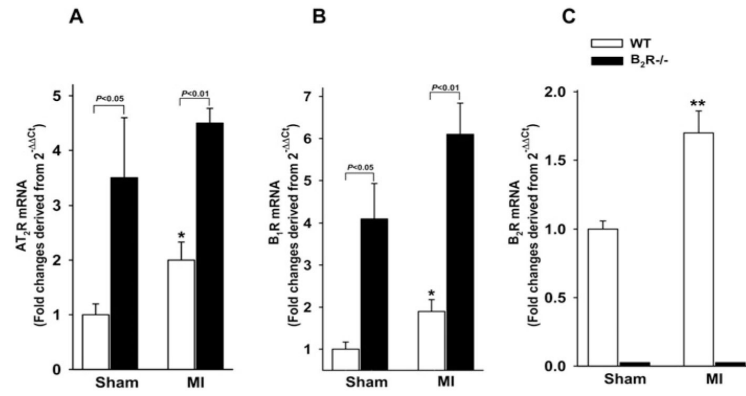 A
B
C
WT
B₂R-/-
AT₂R mRNA
(Fold changes derived from 2^-ΔΔCt)
5
4
3
2
1
0
P<0.05
P<0.01
*
Sham MI
B₁R mRNA
(Fold changes derived from 2^-ΔΔCt)
7
6
5
4
3
2
1
P<0.05
P<0.01
*
Sham MI
B₂R mRNA
(Fold changes derived from 2^-ΔΔCt)
2.0
1.5
1.0
0.5
0.0
**
Sham MI